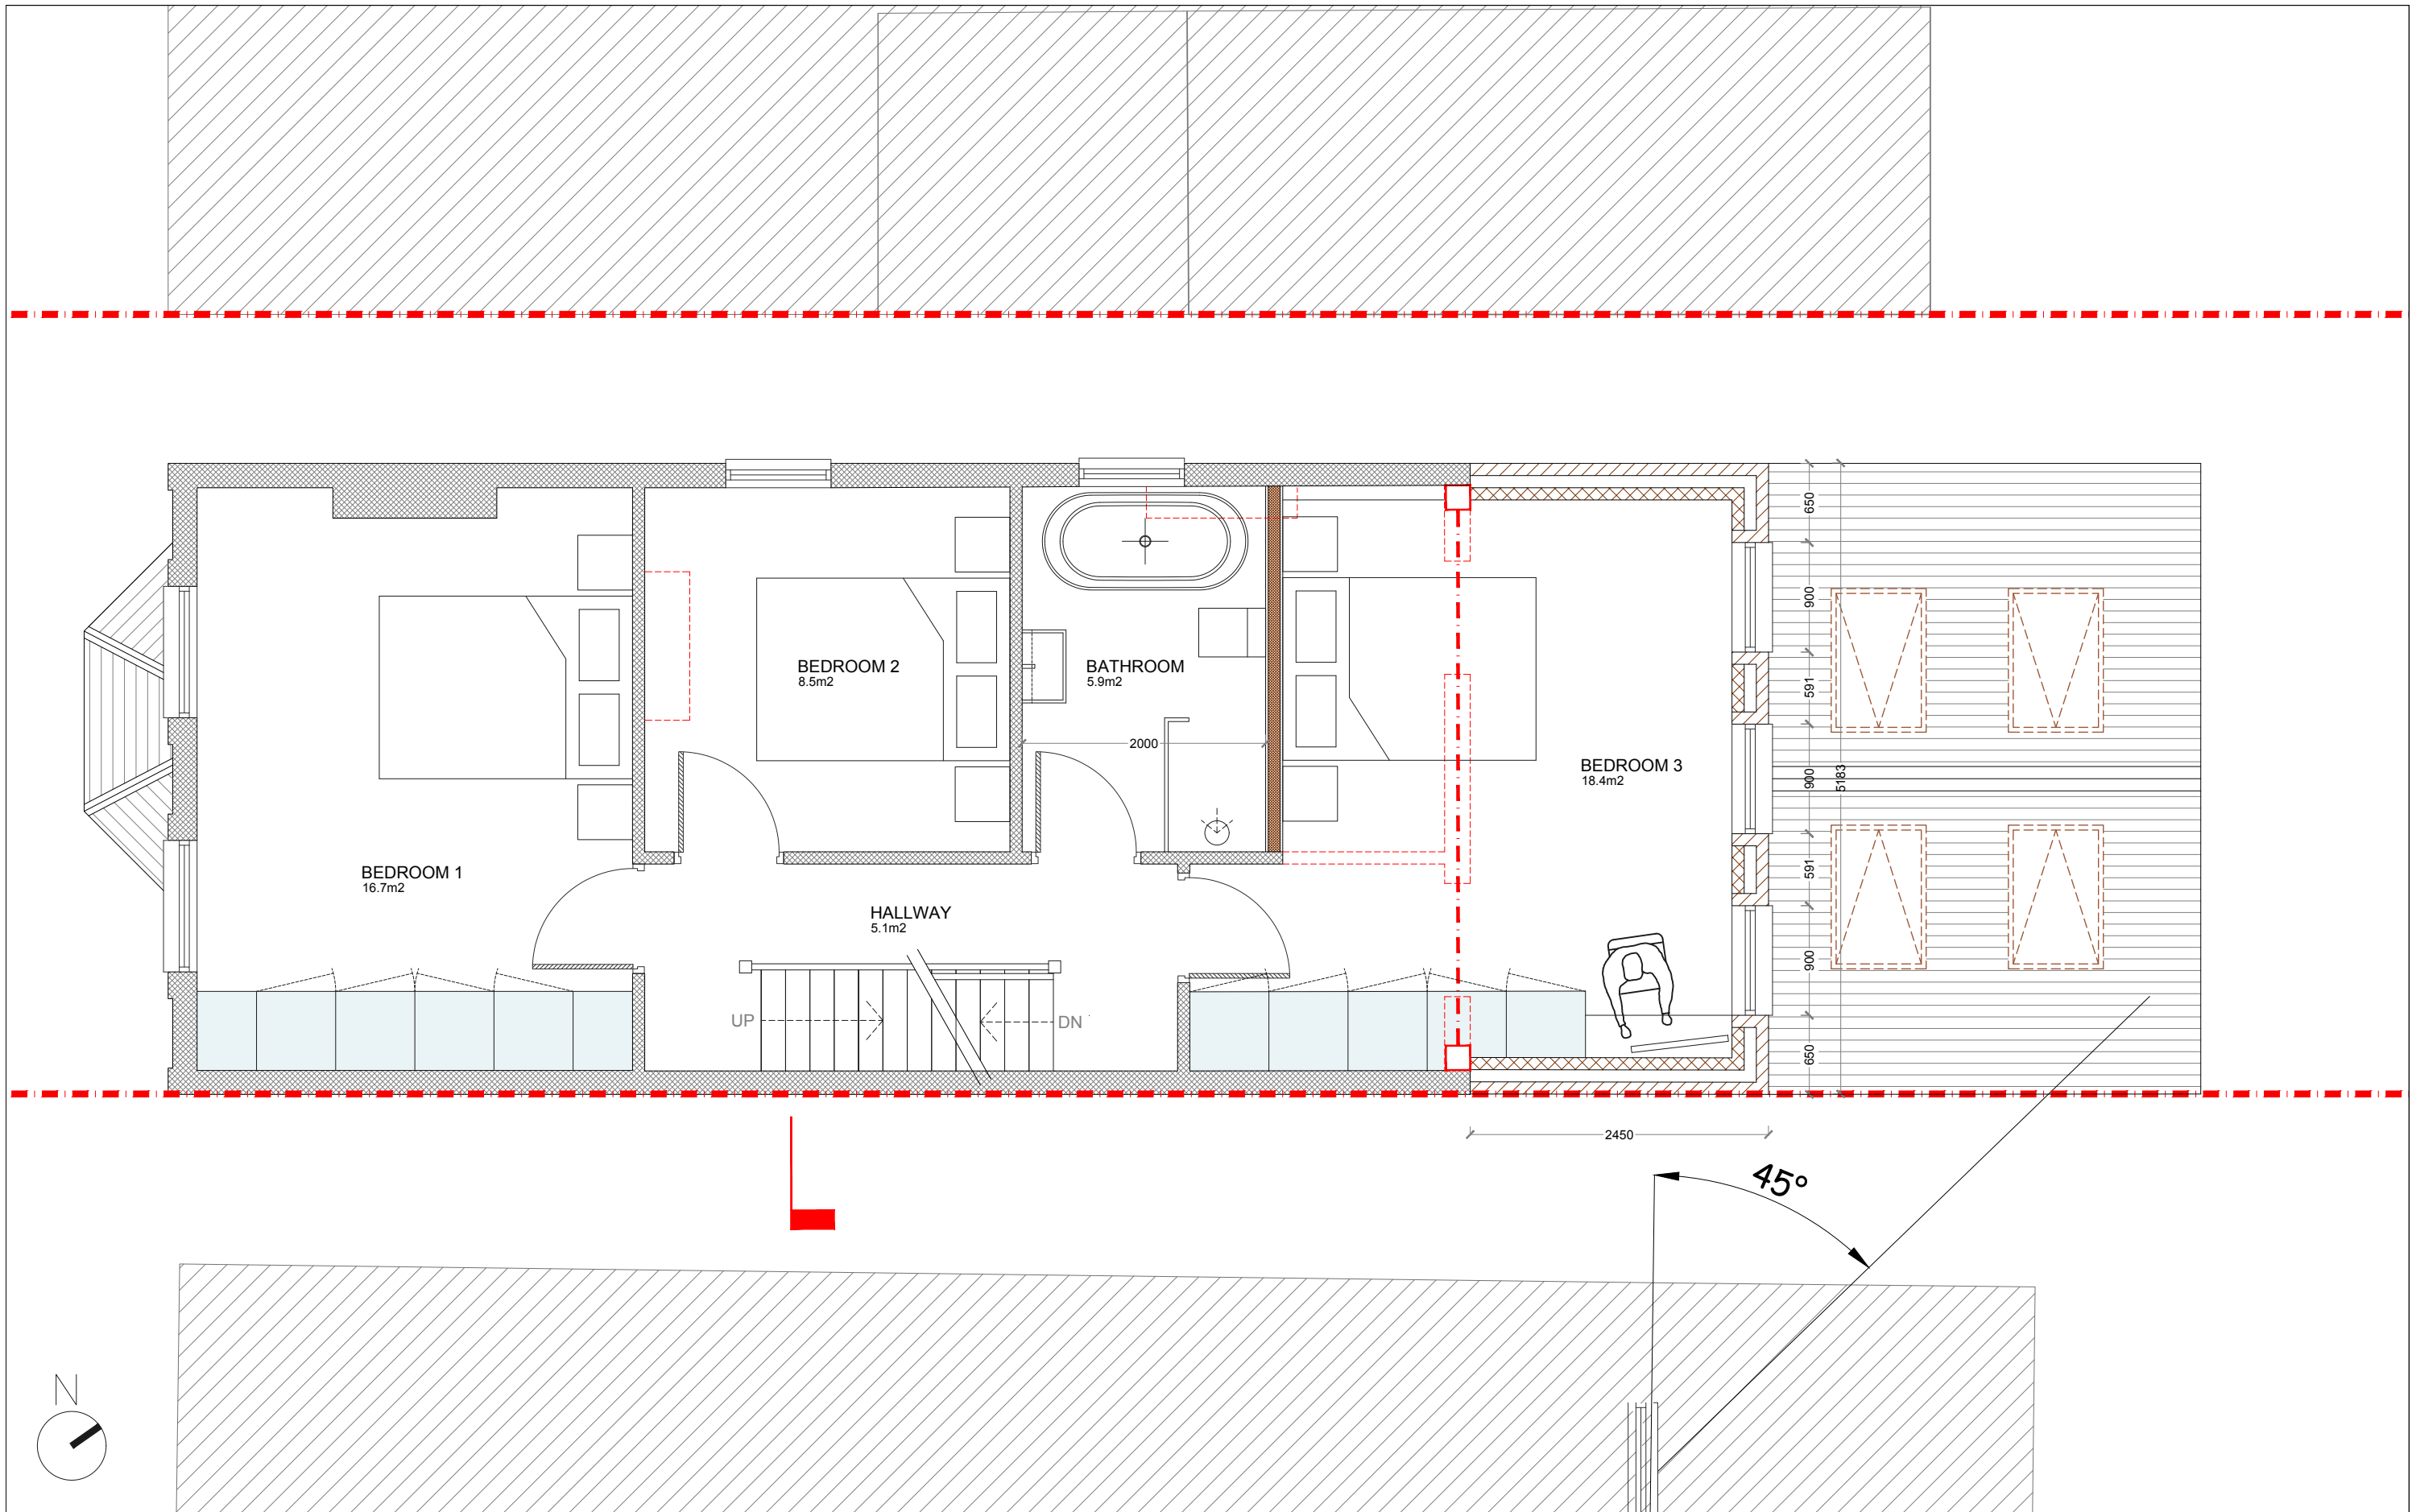 650
900
591
900
5183
591
900
650
BEDROOM 2
8.5m2
BATHROOM
5.9m2
2000
BEDROOM 3
18.4m2
BEDROOM 1
16.7m2
HALLWAY
5.1m2
UP
DN
2450
45°
N